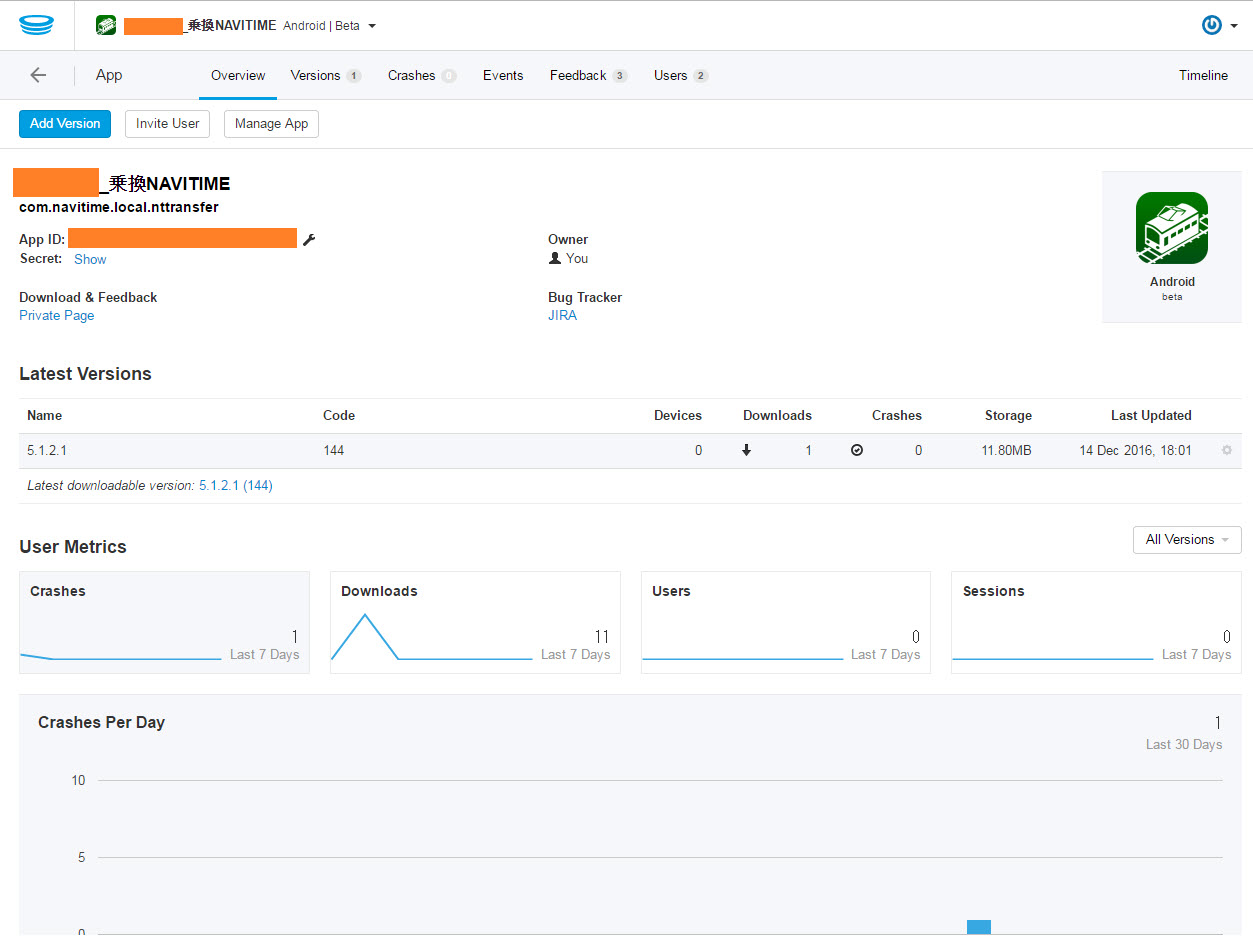 _乗換NAVITIME Android | Beta
App Overview Versions 1 Crashes 0 Events Feedback 3 Users 2 Timeline
Add Version Invite User Manage App
_乗換NAVITIME
com.navitime.local.nttransfer
App ID:
Secret: Show
Owner
You
Download & Feedback
Private Page
Bug Tracker
JIRA
Android
beta
Latest Versions
Name Code Devices Downloads Crashes Storage Last Updated
5.1.2.1 144 0 1 0 11.80MB 14 Dec 2016, 18:01
Latest downloadable version: 5.1.2.1 (144)
User Metrics
All Versions
Crashes
1
Last 7 Days
Downloads
11
Last 7 Days
Users
0
Last 7 Days
Sessions
0
Last 7 Days
Crashes Per Day
1
Last 30 Days
10
5
0